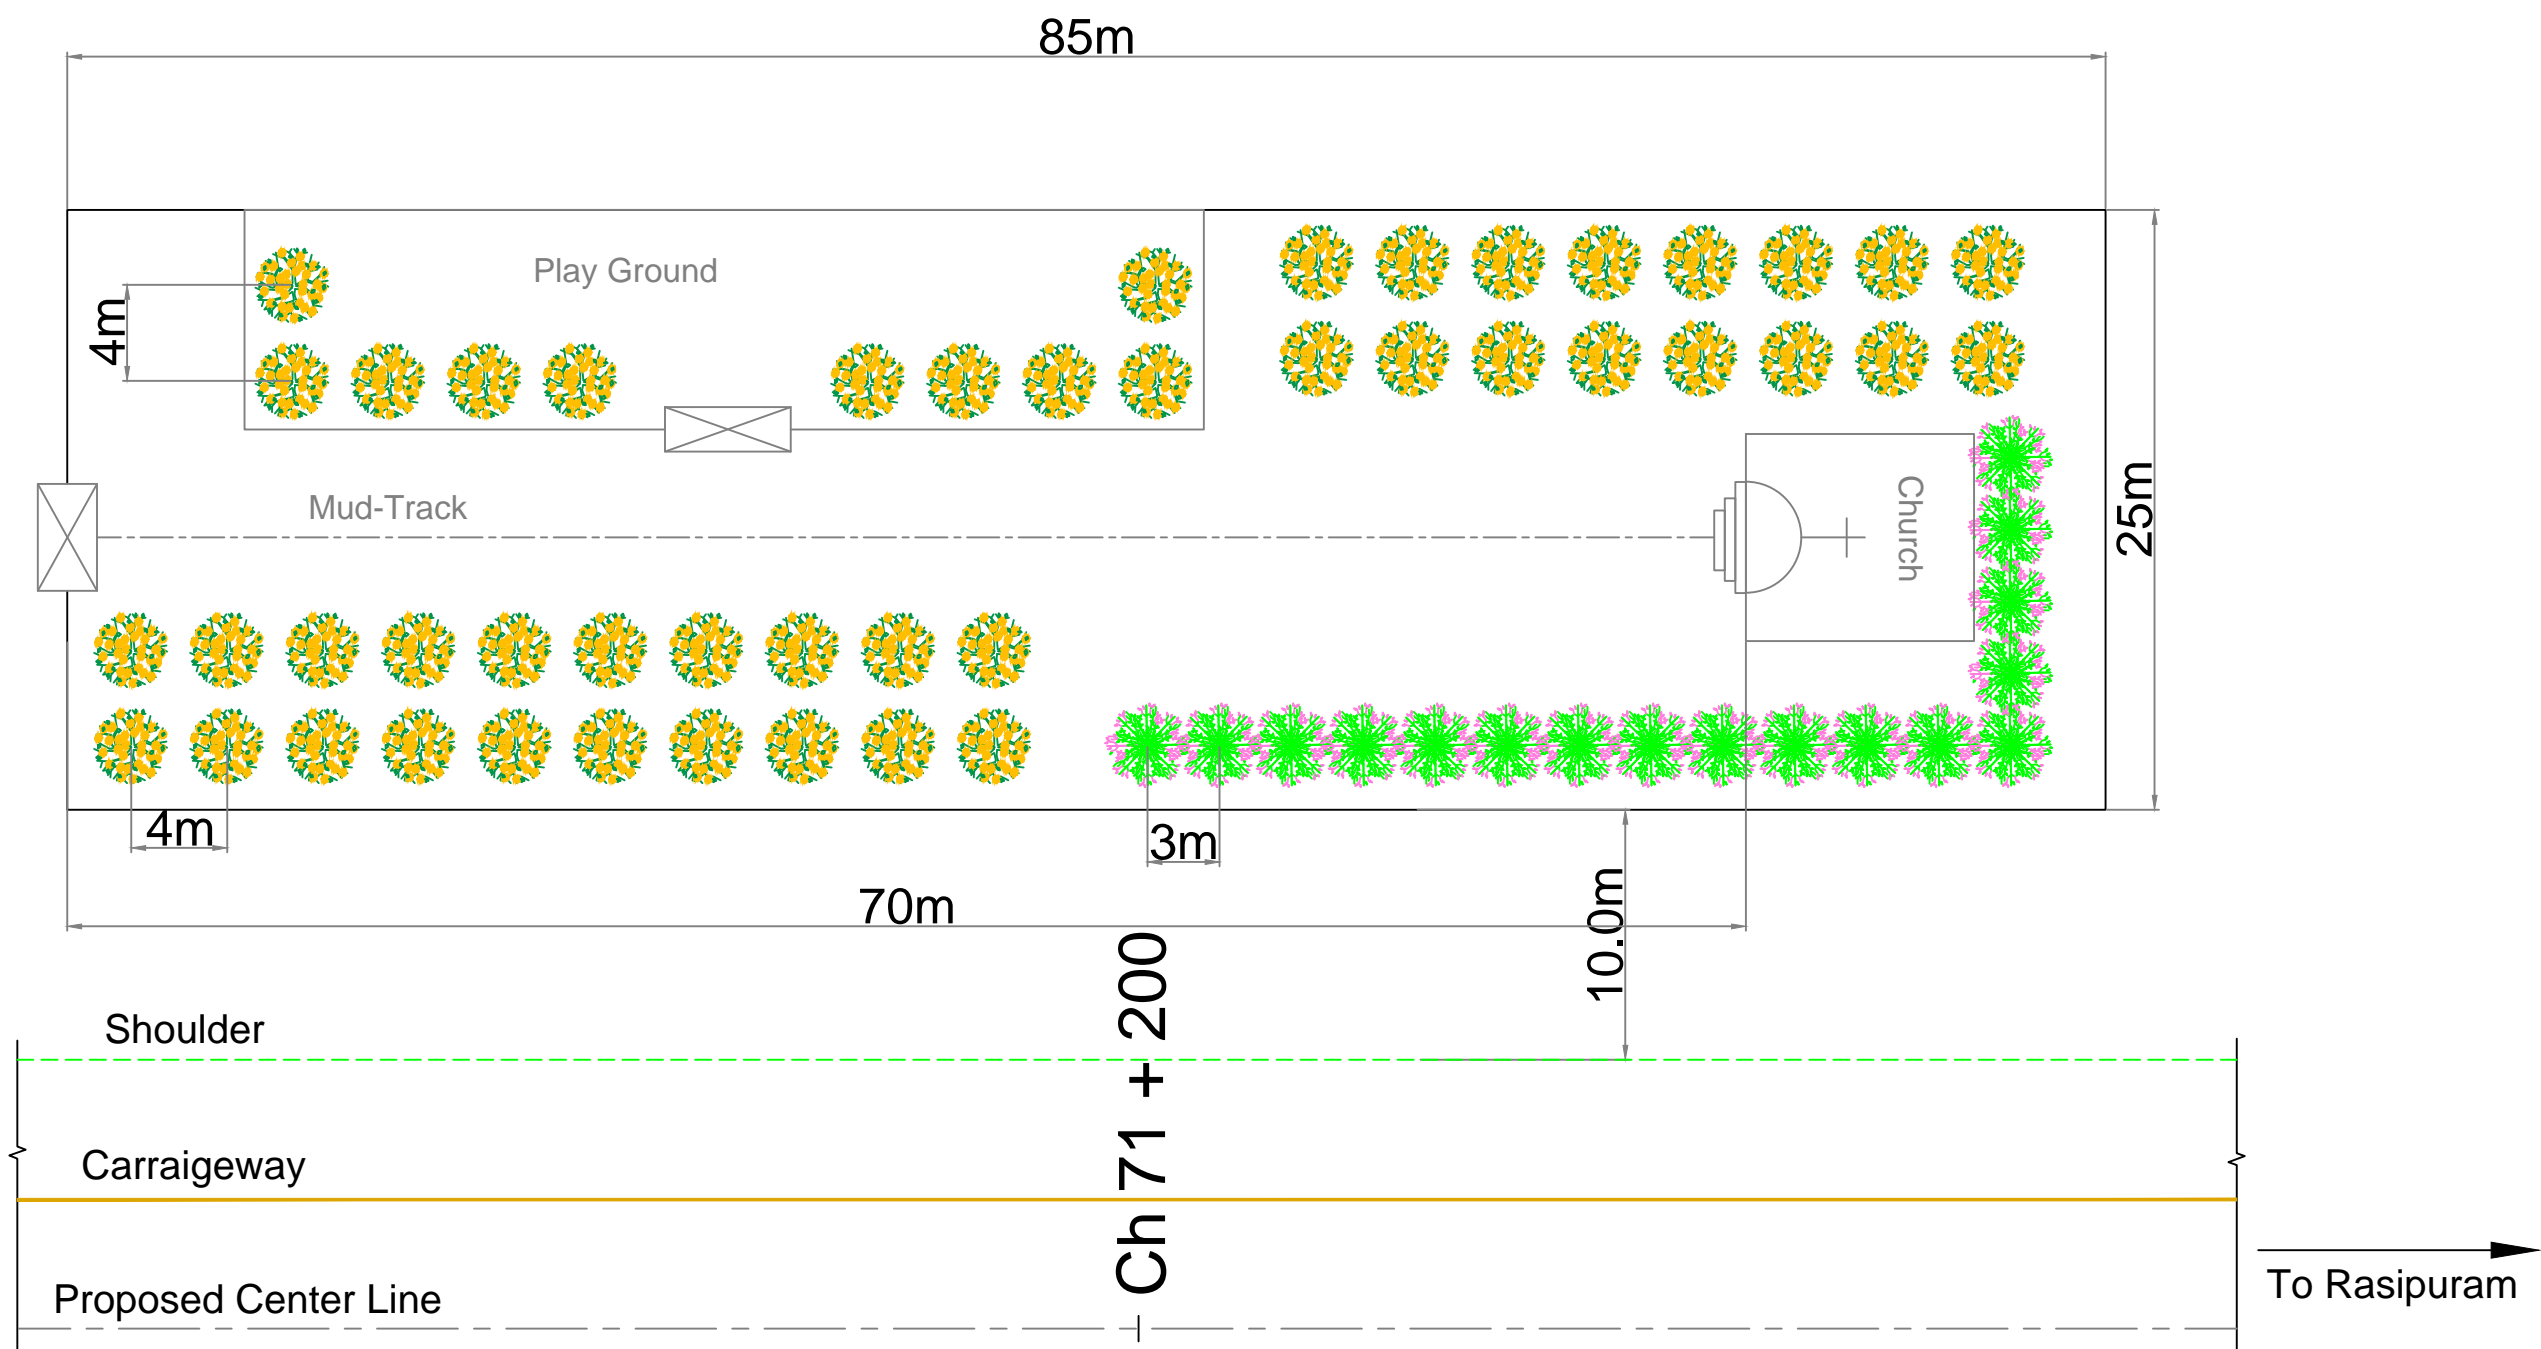 85m
Play Ground
4m
Mud-Track
Church
25m
4m
3m
70m
10.0m
Ch 71 + 200
Shoulder
Carraigeway
Proposed Center Line
To Rasipuram